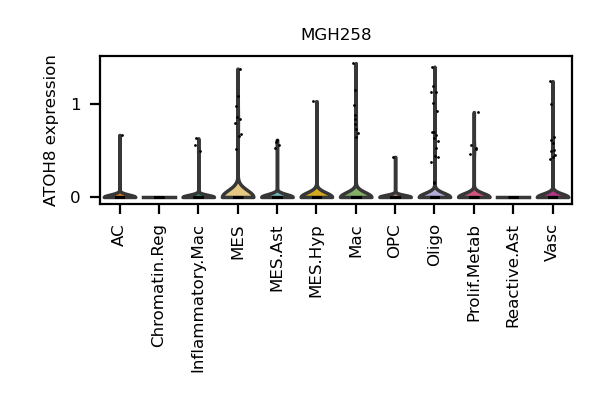 MGH258
ATOH8 expression
1
0
AC
Chromatin.Reg
Inflammatory.Mac
MES
MES.Ast
MES.Hyp
Mac
OPC
Oligo
Prolif.Metab
Reactive.Ast
Vasc